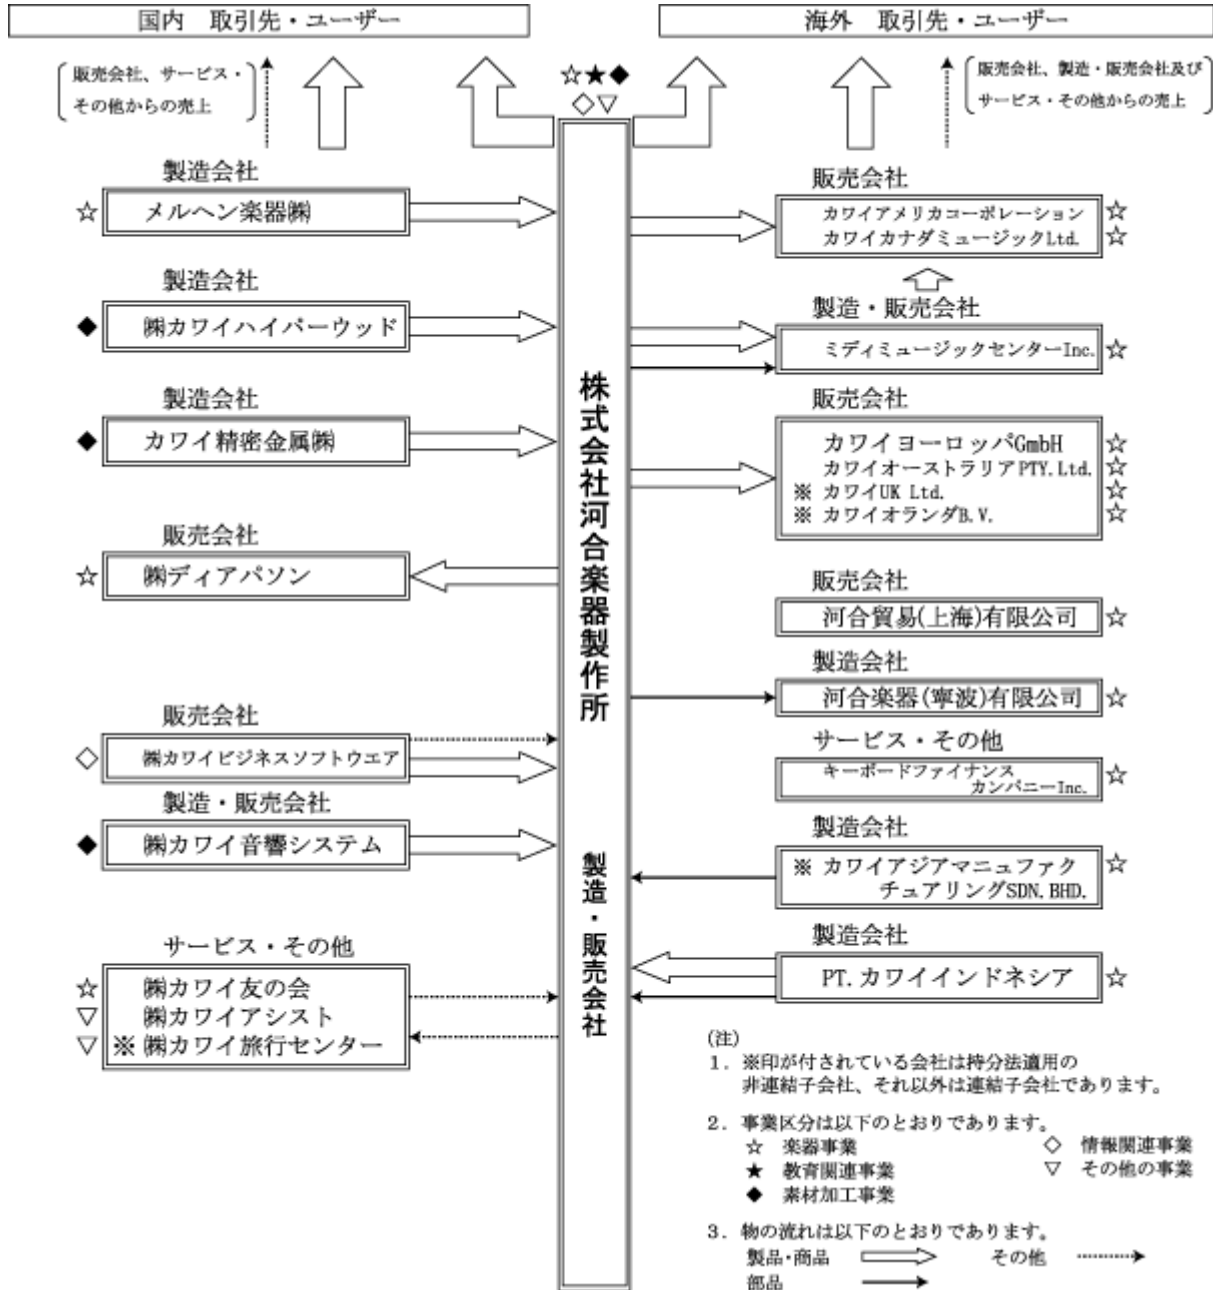 国内　取引先・ユーザー
海外　取引先・ユーザー
販売会社、サービス・
その他からの売上
☆★◆
◇▽
販売会社、製造・販売会社及び
サービス・その他からの売上
製造会社
☆ メルヘン楽器㈱
製造会社
◆ ㈱カワイハイパーウッド
製造会社
◆ カワイ精密金属㈱
販売会社
☆ ㈱ディアパソン
販売会社
◇ ㈱カワイビジネスソフトウエア
製造・販売会社
◆ ㈱カワイ音響システム
サービス・その他
☆ ㈱カワイ友の会
▽ ㈱カワイアシスト
▽ ※ ㈱カワイ旅行センター
株式会社河合楽器製作所
製造・販売会社
販売会社
カワイアメリカコーポレーション ☆
カワイカナダミュージックLtd. ☆
製造・販売会社
ミディミュージックセンターInc. ☆
販売会社
カワイヨーロッパGmbH ☆
カワイオーストラリアPTY.Ltd. ☆
※ カワイUK Ltd. ☆
※ カワイオランダB.V. ☆
販売会社
河合貿易(上海)有限公司 ☆
製造会社
河合楽器(寧波)有限公司 ☆
サービス・その他
キーボードファイナンス ☆
カンパニーInc.
製造会社
※ カワイアジアマニュファク ☆
チュアリングSDN.BHD.
製造会社
PT.カワイインドネシア ☆
(注)
1．※印が付されている会社は持分法適用の
非連結子会社、それ以外は連結子会社であります。
2．事業区分は以下のとおりであります。
☆ 楽器事業 ◇ 情報関連事業
★ 教育関連事業 ▽ その他の事業
◆ 素材加工事業
3．物の流れは以下のとおりであります。
製品・商品 その他
部品